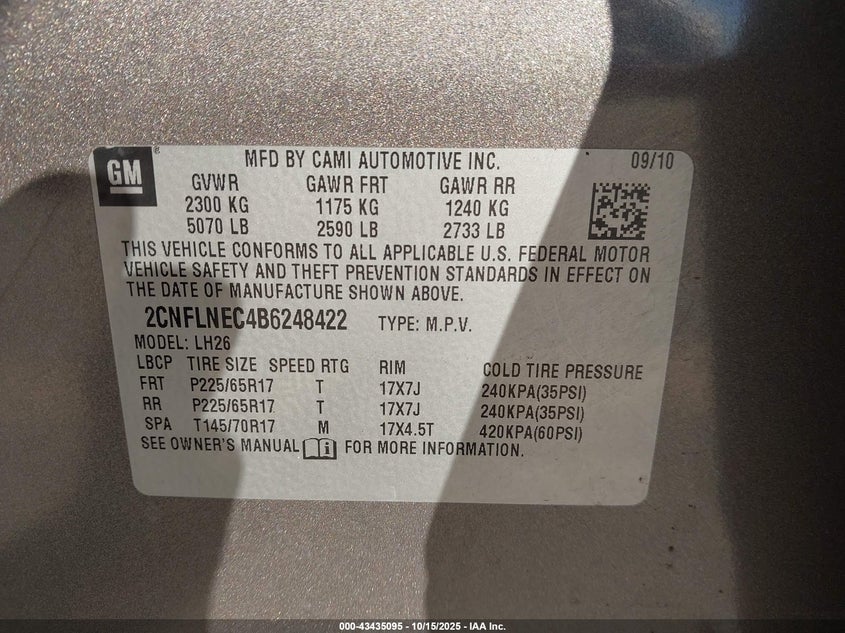 GM
MFD BY CAMI AUTOMOTIVE INC. 09/10
GVWR GAWR FRT GAWR RR
2300 KG 1175 KG 1240 KG
5070 LB 2590 LB 2733 LB
THIS VEHICLE CONFORMS TO ALL APPLICABLE U.S. FEDERAL MOTOR
VEHICLE SAFETY AND THEFT PREVENTION STANDARDS IN EFFECT ON
THE DATE OF MANUFACTURE SHOWN ABOVE.
2CNFLNEC4B6248422 TYPE: M.P.V.
MODEL: LH26
LBCP TIRE SIZE SPEED RTG RIM COLD TIRE PRESSURE
FRT P225/65R17 T 17X7J 240KPA(35PSI)
RR P225/65R17 T 17X7J 240KPA(35PSI)
SPA T145/70R17 M 17X4.5T 420KPA(60PSI)
SEE OWNER'S MANUAL FOR MORE INFORMATION.
000-43435095 - 10/15/2025 - IAA Inc.